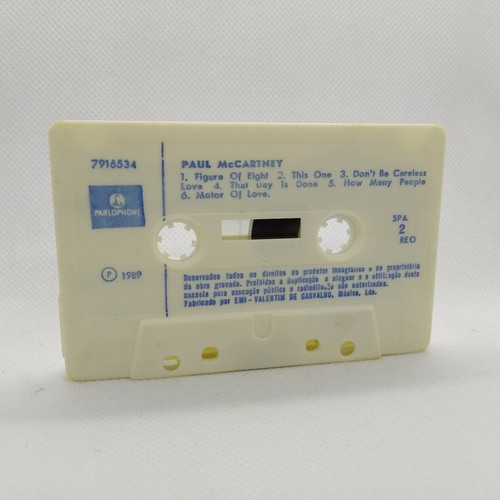 7916534
PAUL McCARTNEY
1. Figure Of Eight 2. This One 3. Don't Be Careless
Love 4. That Day Is Done 5. How Many People
6. Motor Of Love.
PARLOPHONE
SPA
2
REO
P 1989
Reservados todos os direitos do produtor fonográfico e do proprietário
da obra gravada. Proibidos a duplicação o aluguer e a utilização deste
cassete para execução pública e radiodifusão não autorizadas.
Fabricado por EMI - VALENTIM DE CARVALHO, Música, Lda.